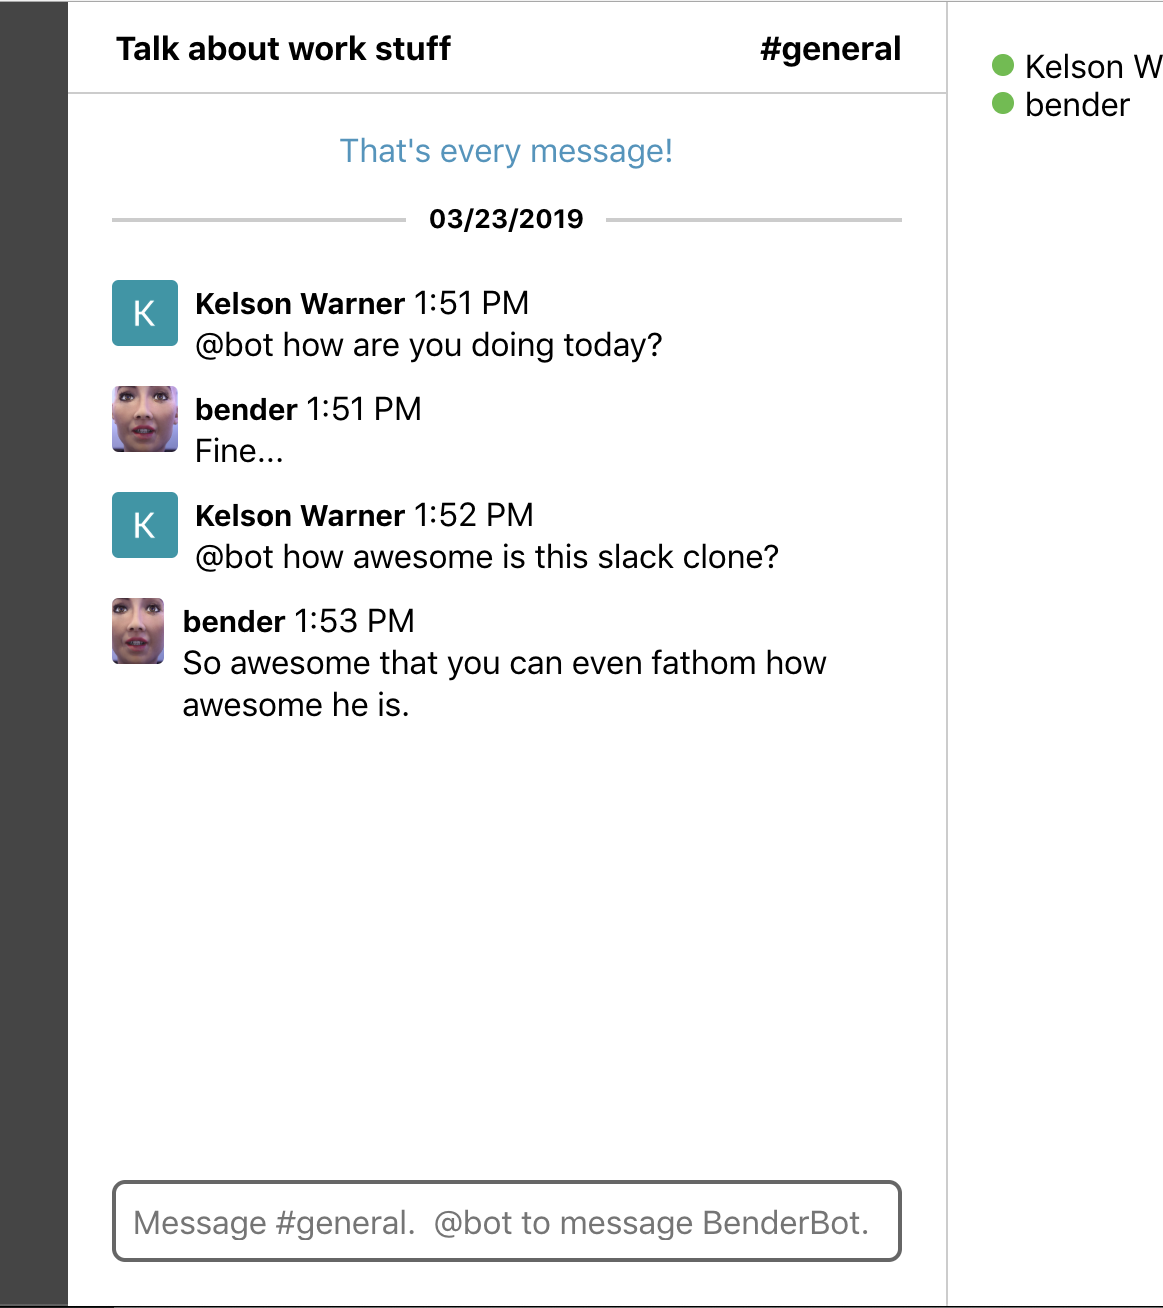 Talk about work stuff #general
Kelson W
bender
That's every message!
03/23/2019
K
Kelson Warner 1:51 PM
@bot how are you doing today?
bender 1:51 PM
Fine...
K
Kelson Warner 1:52 PM
@bot how awesome is this slack clone?
bender 1:53 PM
So awesome that you can even fathom how
awesome he is.
Message #general.  @bot to message BenderBot.